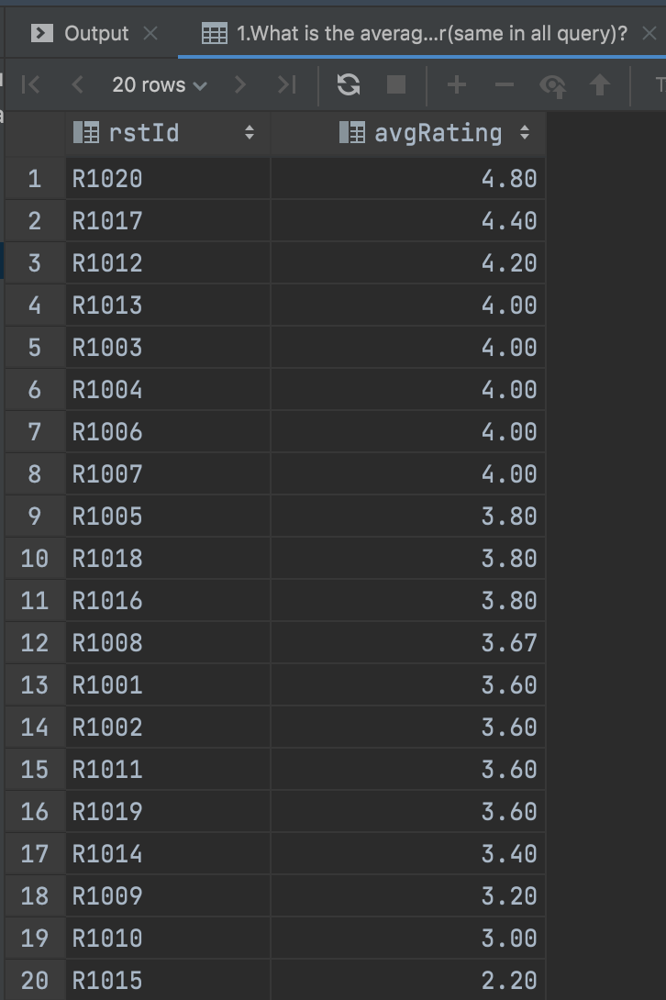 Output
1.What is the averag...r(same in all query)?
20 rows
rstId avgRating
1 R1020 4.80
2 R1017 4.40
3 R1012 4.20
4 R1013 4.00
5 R1003 4.00
6 R1004 4.00
7 R1006 4.00
8 R1007 4.00
9 R1005 3.80
10 R1018 3.80
11 R1016 3.80
12 R1008 3.67
13 R1001 3.60
14 R1002 3.60
15 R1011 3.60
16 R1019 3.60
17 R1014 3.40
18 R1009 3.20
19 R1010 3.00
20 R1015 2.20